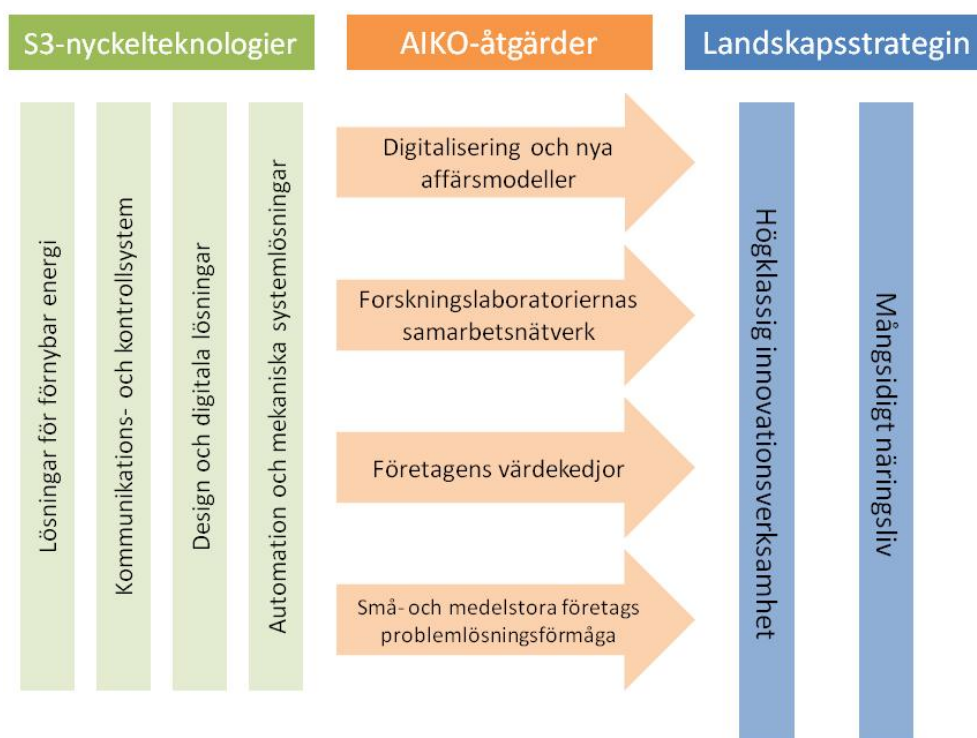 S3-nyckelteknologier
AIKO-åtgärder
Landskapsstrategin
Lösningar för förnybar energi
Kommunikations- och kontrollsystem
Design och digitala lösningar
Automation och mekaniska systemlösningar
Digitalisering och nya
affärsmodeller
Forskningslaboratoriernas
samarbetsnätverk
Företagens värdekedjor
Små- och medelstora företags
problemlösningsförmåga
Högklassig innovationsverksamhet
Mångsidigt näringsliv